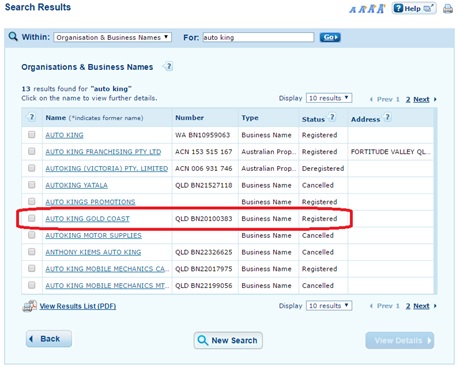 Search Results
A A A A Help
Within: Organisation & Business Names For: auto king Go
Organisations & Business Names ?
13 results found for "auto king"
Click on the name to view further details.
Display 10 results Prev 1 2 Next
? Name (*indicates former name) Number Type Status ? Address ?
AUTO KING WA BN10959063 Business Name Registered
AUTO KING FRANCHISING PTY LTD ACN 153 515 167 Australian Prop... Registered FORTITUDE VALLEY QL...
AUTOKING (VICTORIA) PTY. LIMITED ACN 006 931 746 Australian Prop... Deregistered
AUTOKING YATALA QLD BN21527118 Business Name Cancelled
AUTO KINGS PROMOTIONS Business Name Registered
AUTO KING GOLD COAST QLD BN20100383 Business Name Registered
AUTOKING MOTOR SUPPLIES Business Name Cancelled
ANTHONY KIEMS AUTO KING QLD BN22326625 Business Name Cancelled
AUTO KING MOBILE MECHANICS CA... QLD BN22017975 Business Name Registered
AUTO KING MOBILE MECHANICS MT... QLD BN22199056 Business Name Cancelled
View Results List (PDF) Display 10 results Prev 1 2 Next
Back New Search View Details